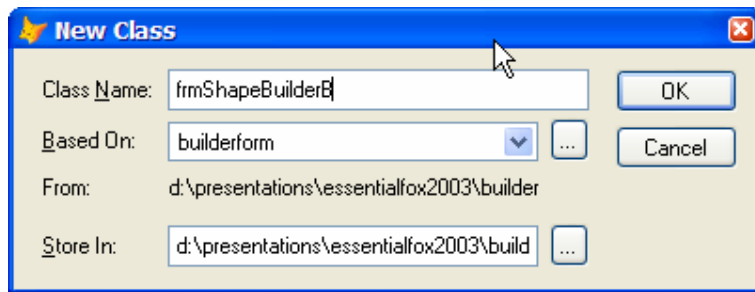 New Class
Class Name: frmShapeBuilderB OK
Based On: builderform ... Cancel
From: d:\presentations\essentialfox2003\builder
Store In: d:\presentations\essentialfox2003\build ...